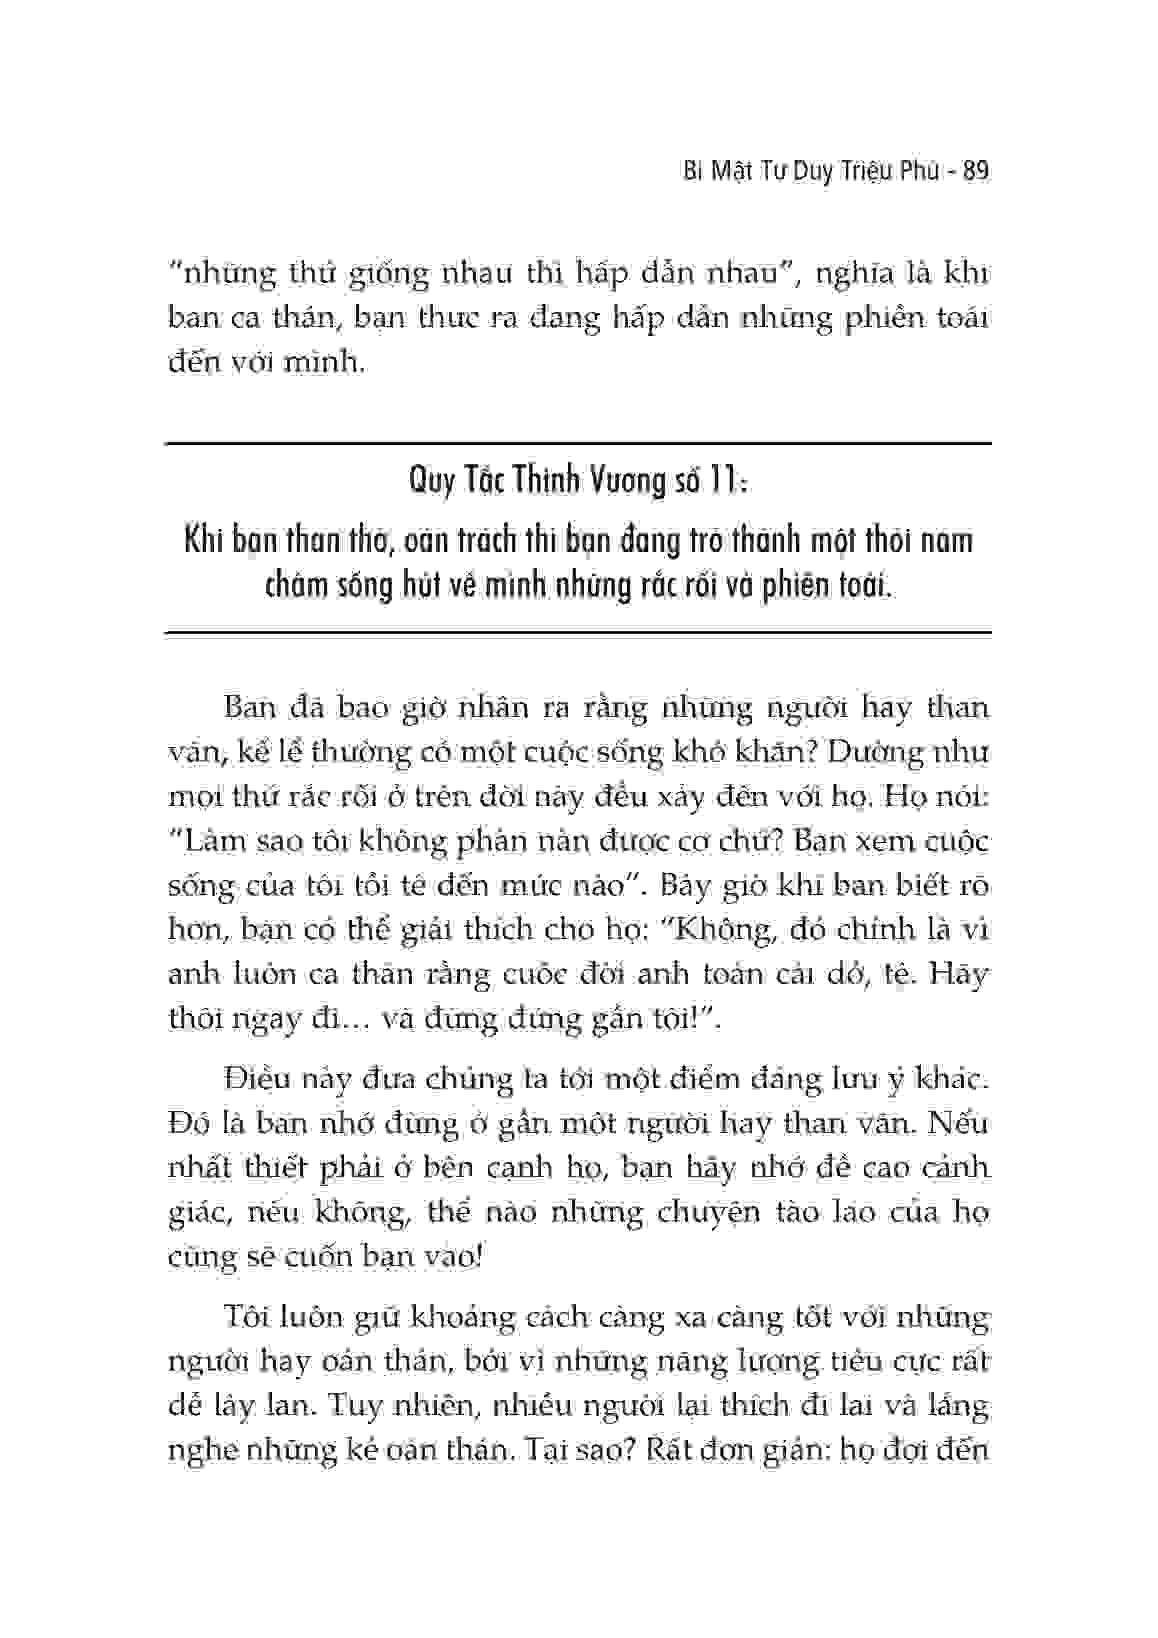 Bí Mật Tư Duy Triệu Phú - 89
“những thứ giống nhau thì hấp dẫn nhau”, nghĩa là khi
bạn ca thán, bạn thực ra đang hấp dẫn những phiền toái
đến với mình.
Quy Tắc Thịnh Vượng số 11:
Khi bạn than thở, oán trách thì bạn đang trở thành một thỏi nam
châm sống hút về mình những rắc rối và phiền toái.
Bạn đã bao giờ nhận ra rằng những người hay than
vãn, kể lể thường có một cuộc sống khó khăn? Dường như
mọi thứ rắc rối ở trên đời này đều xảy đến với họ. Họ nói:
“Làm sao tôi không phàn nàn được cơ chứ? Bạn xem cuộc
sống của tôi tồi tệ đến mức nào”. Bây giờ khi bạn biết rõ
hơn, bạn có thể giải thích cho họ: “Không, đó chính là vì
anh luôn ca thán rằng cuộc đời anh toàn cái dở, tệ. Hãy
thôi ngay đi… và đừng đứng gần tôi!”.
Điều này đưa chúng ta tới một điểm đáng lưu ý khác.
Đó là bạn nhớ đừng ở gần một người hay than vãn. Nếu
nhất thiết phải ở bên cạnh họ, bạn hãy nhớ đề cao cảnh
giác, nếu không, thể nào những chuyện tào lao của họ
cũng sẽ cuốn bạn vào!
Tôi luôn giữ khoảng cách càng xa càng tốt với những
người hay oán thán, bởi vì những năng lượng tiêu cực rất
dễ lây lan. Tuy nhiên, nhiều người lại thích đi lại và lắng
nghe những kẻ oán thán. Tại sao? Rất đơn giản: họ đợi đến